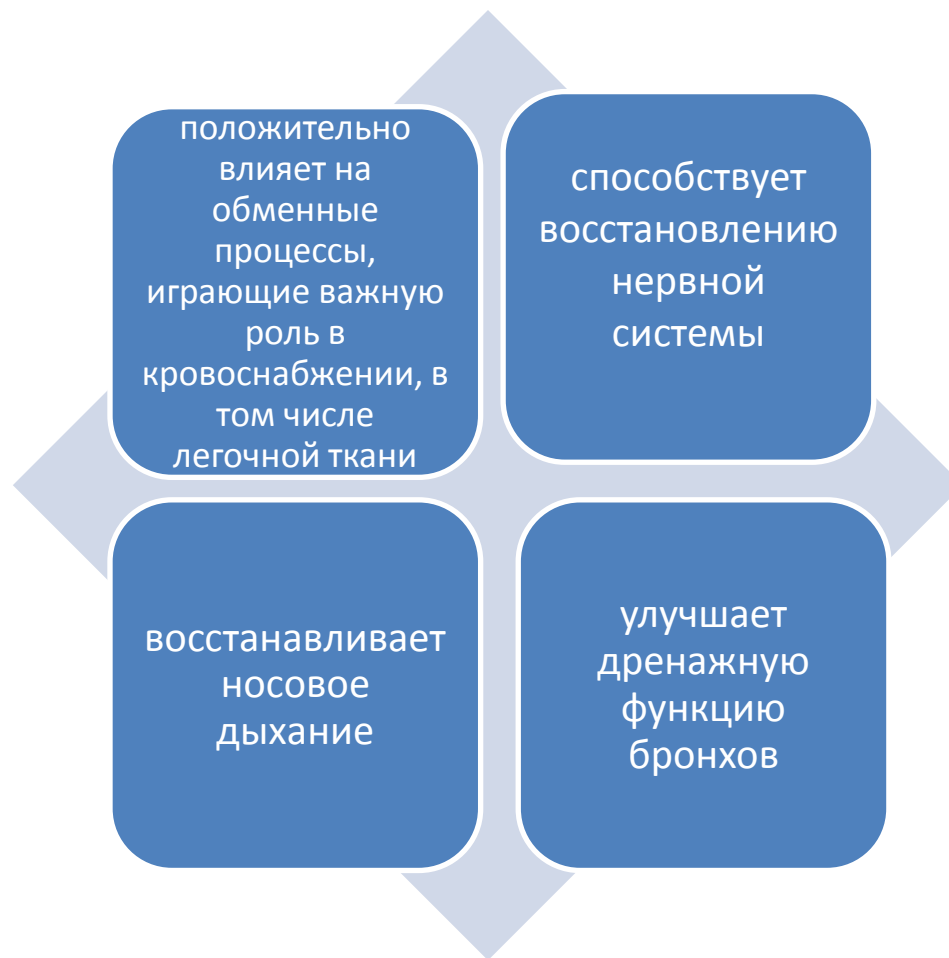 положительно
влияет на
обменные
процессы,
играющие важную
роль в
кровоснабжении, в
том числе
легочной ткани
способствует
восстановлению
нервной
системы
восстанавливает
носовое
дыхание
улучшает
дренажную
функцию
бронхов